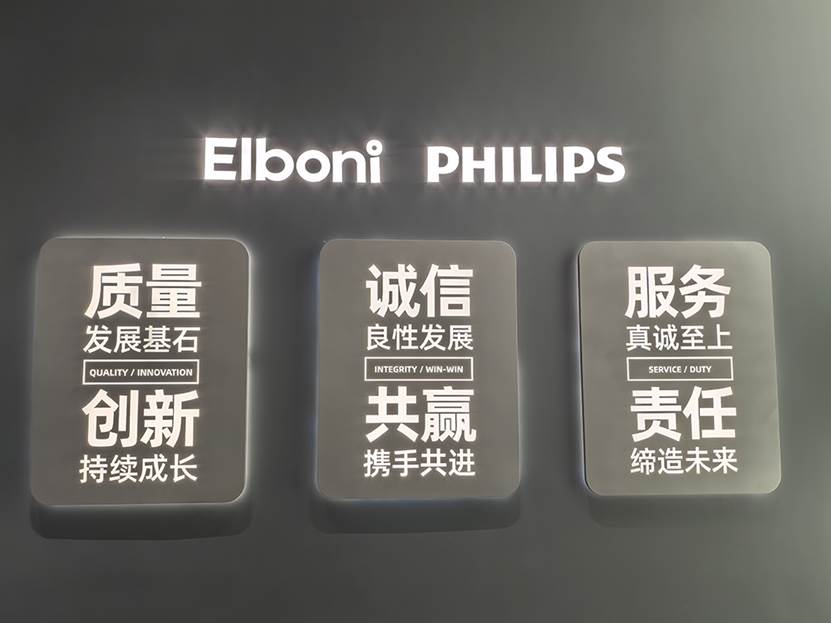 Elboni PHILIPS
质量
发展基石
QUALITY / INNOVATION
创新
持续成长
诚信
良性发展
INTEGRITY / WIN-WIN
共赢
携手共进
服务
真诚至上
SERVICE / DUTY
责任
缔造未来